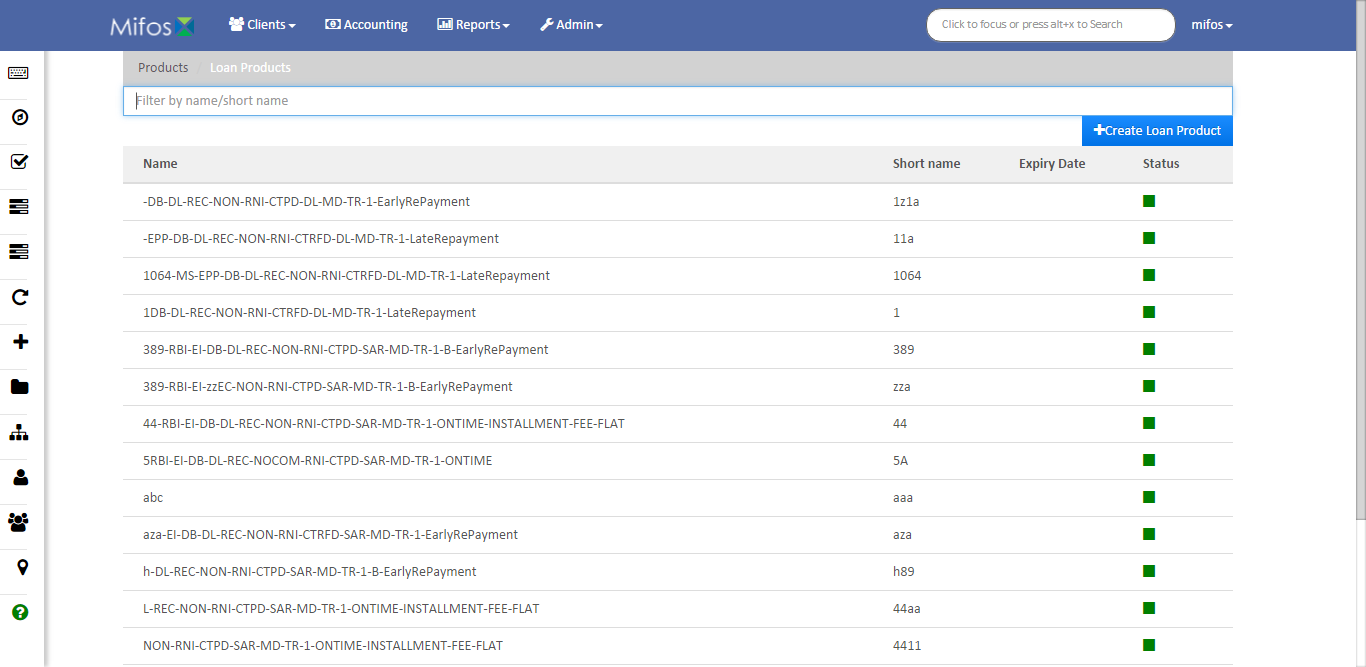 Mifos X Clients Accounting Reports Admin Click to focus or press alt+x to Search mifos
Products / Loan Products
Filter by name/short name
Create Loan Product
Name Short name Expiry Date Status
-DB-DL-REC-NON-RNI-CTPD-DL-MD-TR-1-EarlyRePayment 1z1a
-EPP-DB-DL-REC-NON-RNI-CTRFD-DL-MD-TR-1-LateRepayment 11a
1064-MS-EPP-DB-DL-REC-NON-RNI-CTRFD-DL-MD-TR-1-LateRepayment 1064
1DB-DL-REC-NON-RNI-CTRFD-DL-MD-TR-1-LateRepayment 1
389-RBI-EI-DB-DL-REC-NON-RNI-CTPD-SAR-MD-TR-1-B-EarlyRePayment 389
389-RBI-EI-zzEC-NON-RNI-CTPD-SAR-MD-TR-1-B-EarlyRePayment zza
44-RBI-EI-DB-DL-REC-NON-RNI-CTPD-SAR-MD-TR-1-ONTIME-INSTALLMENT-FEE-FLAT 44
5RBI-EI-DB-DL-REC-NOCOM-RNI-CTPD-SAR-MD-TR-1-ONTIME 5A
abc aaa
aza-EI-DB-DL-REC-NON-RNI-CTRFD-SAR-MD-TR-1-EarlyRePayment aza
h-DL-REC-NON-RNI-CTPD-SAR-MD-TR-1-B-EarlyRePayment h89
L-REC-NON-RNI-CTPD-SAR-MD-TR-1-ONTIME-INSTALLMENT-FEE-FLAT 44aa
NON-RNI-CTPD-SAR-MD-TR-1-ONTIME-INSTALLMENT-FEE-FLAT 4411